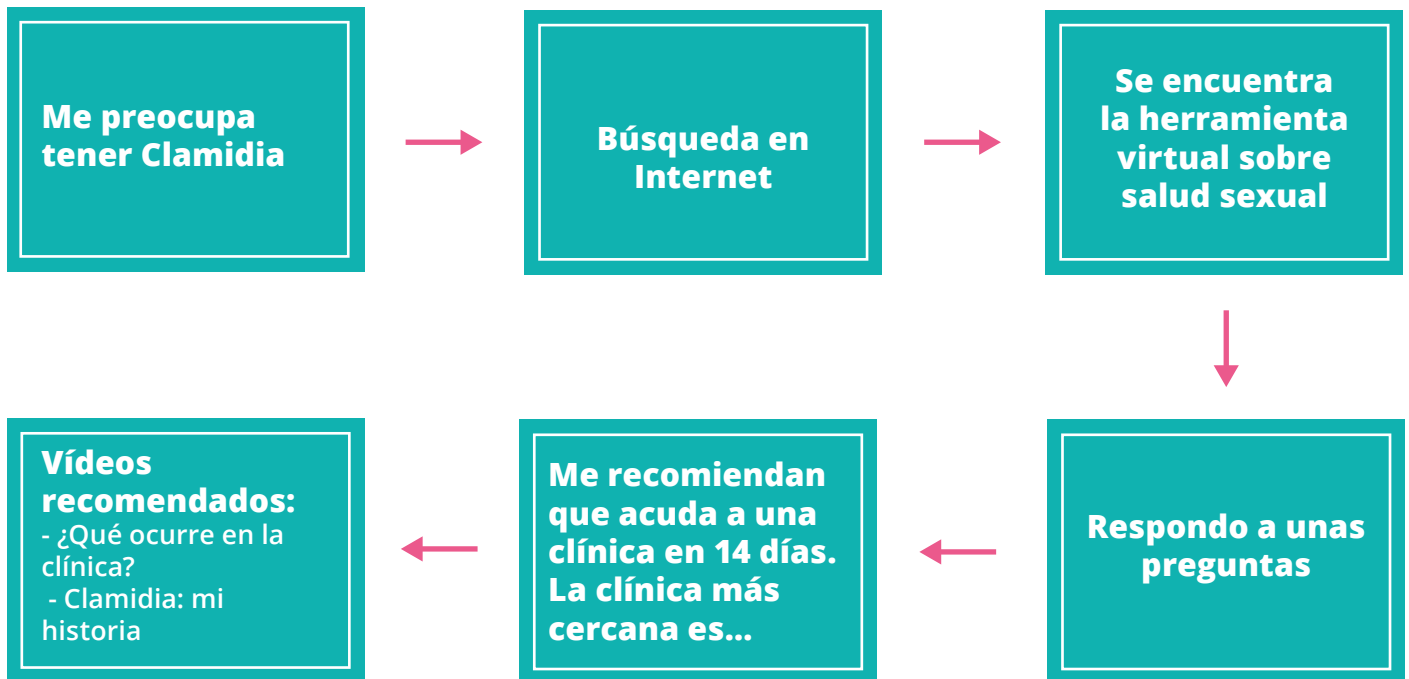 Me preocupa
tener Clamidia
Búsqueda en
Internet
Se encuentra
la herramienta
virtual sobre
salud sexual
Respondo a unas
preguntas
Me recomiendan
que acuda a una
clínica en 14 días.
La clínica más
cercana es...
Vídeos
recomendados:
- ¿Qué ocurre en la
clínica?
- Clamidia: mi
historia